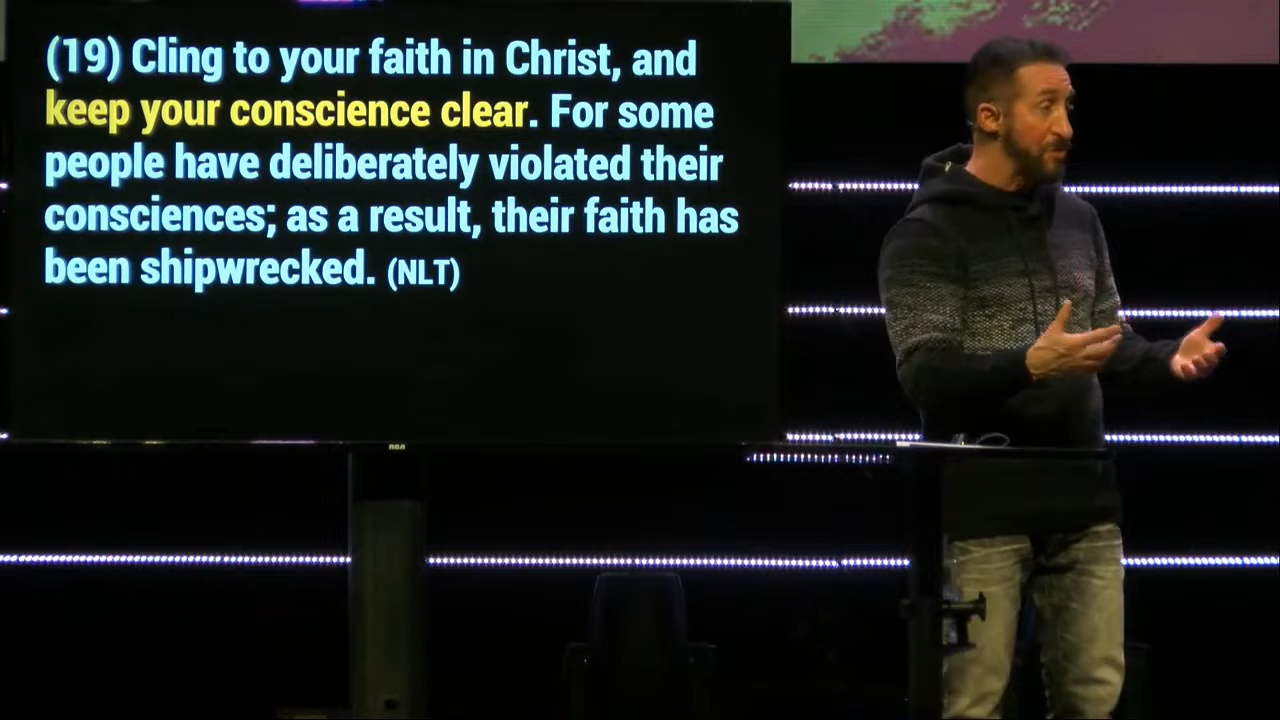 (19) Cling to your faith in Christ, and
keep your conscience clear. For some
people have deliberately violated their
consciences; as a result, their faith has
been shipwrecked. (NLT)
RCA